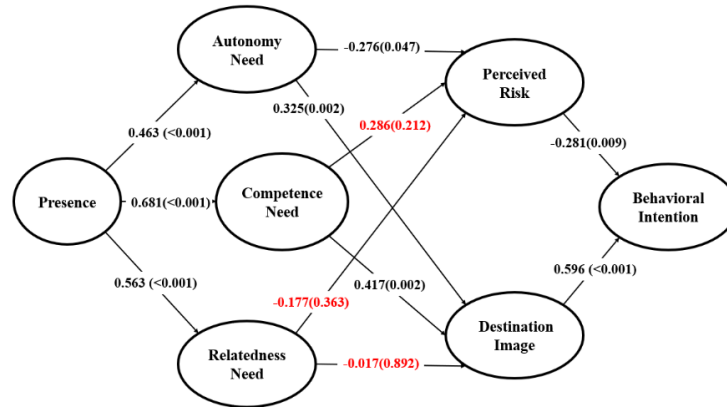 Autonomy
Need
-0.276(0.047)
Perceived
Risk
0.325(0.002)
0.463 (<0.001)
0.286(0.212)
-0.281(0.009)
Presence
0.681(<0.001)
Competence
Need
Behavioral
Intention
0.563 (<0.001)
-0.177(0.363)
0.417(0.002)
0.596 (<0.001)
Relatedness
Need
-0.017(0.892)
Destination
Image